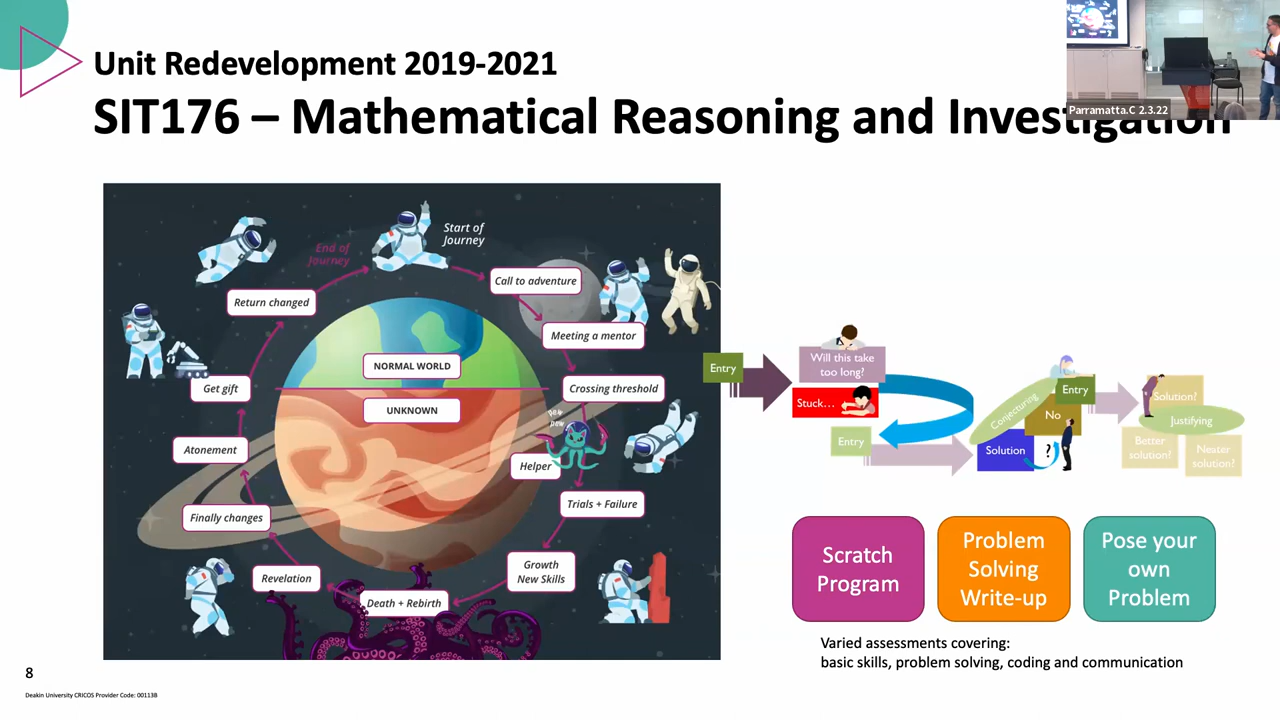 Unit Redevelopment 2019-2021
SIT176 – Mathematical Reasoning and Investigation
Parramatta.C 2.3.22
End of
Journey
Start of
Journey
Call to adventure
Return changed
Meeting a mentor
NORMAL WORLD
Crossing threshold
Get gift
UNKNOWN
pew
pew
Atonement
Helper
Trials + Failure
Finally changes
Growth
New Skills
Revelation
Death + Rebirth
Entry
Will this take
too long?
Stuck...
Entry
Conjecturing
Entry
No
Solution
?
Solution?
Justifying
Better
solution?
Neater
solution?
Scratch
Program
Problem
Solving
Write-up
Pose your
own
Problem
Varied assessments covering:
basic skills, problem solving, coding and communication
8
Deakin University CRICOS Provider Code: 00113B